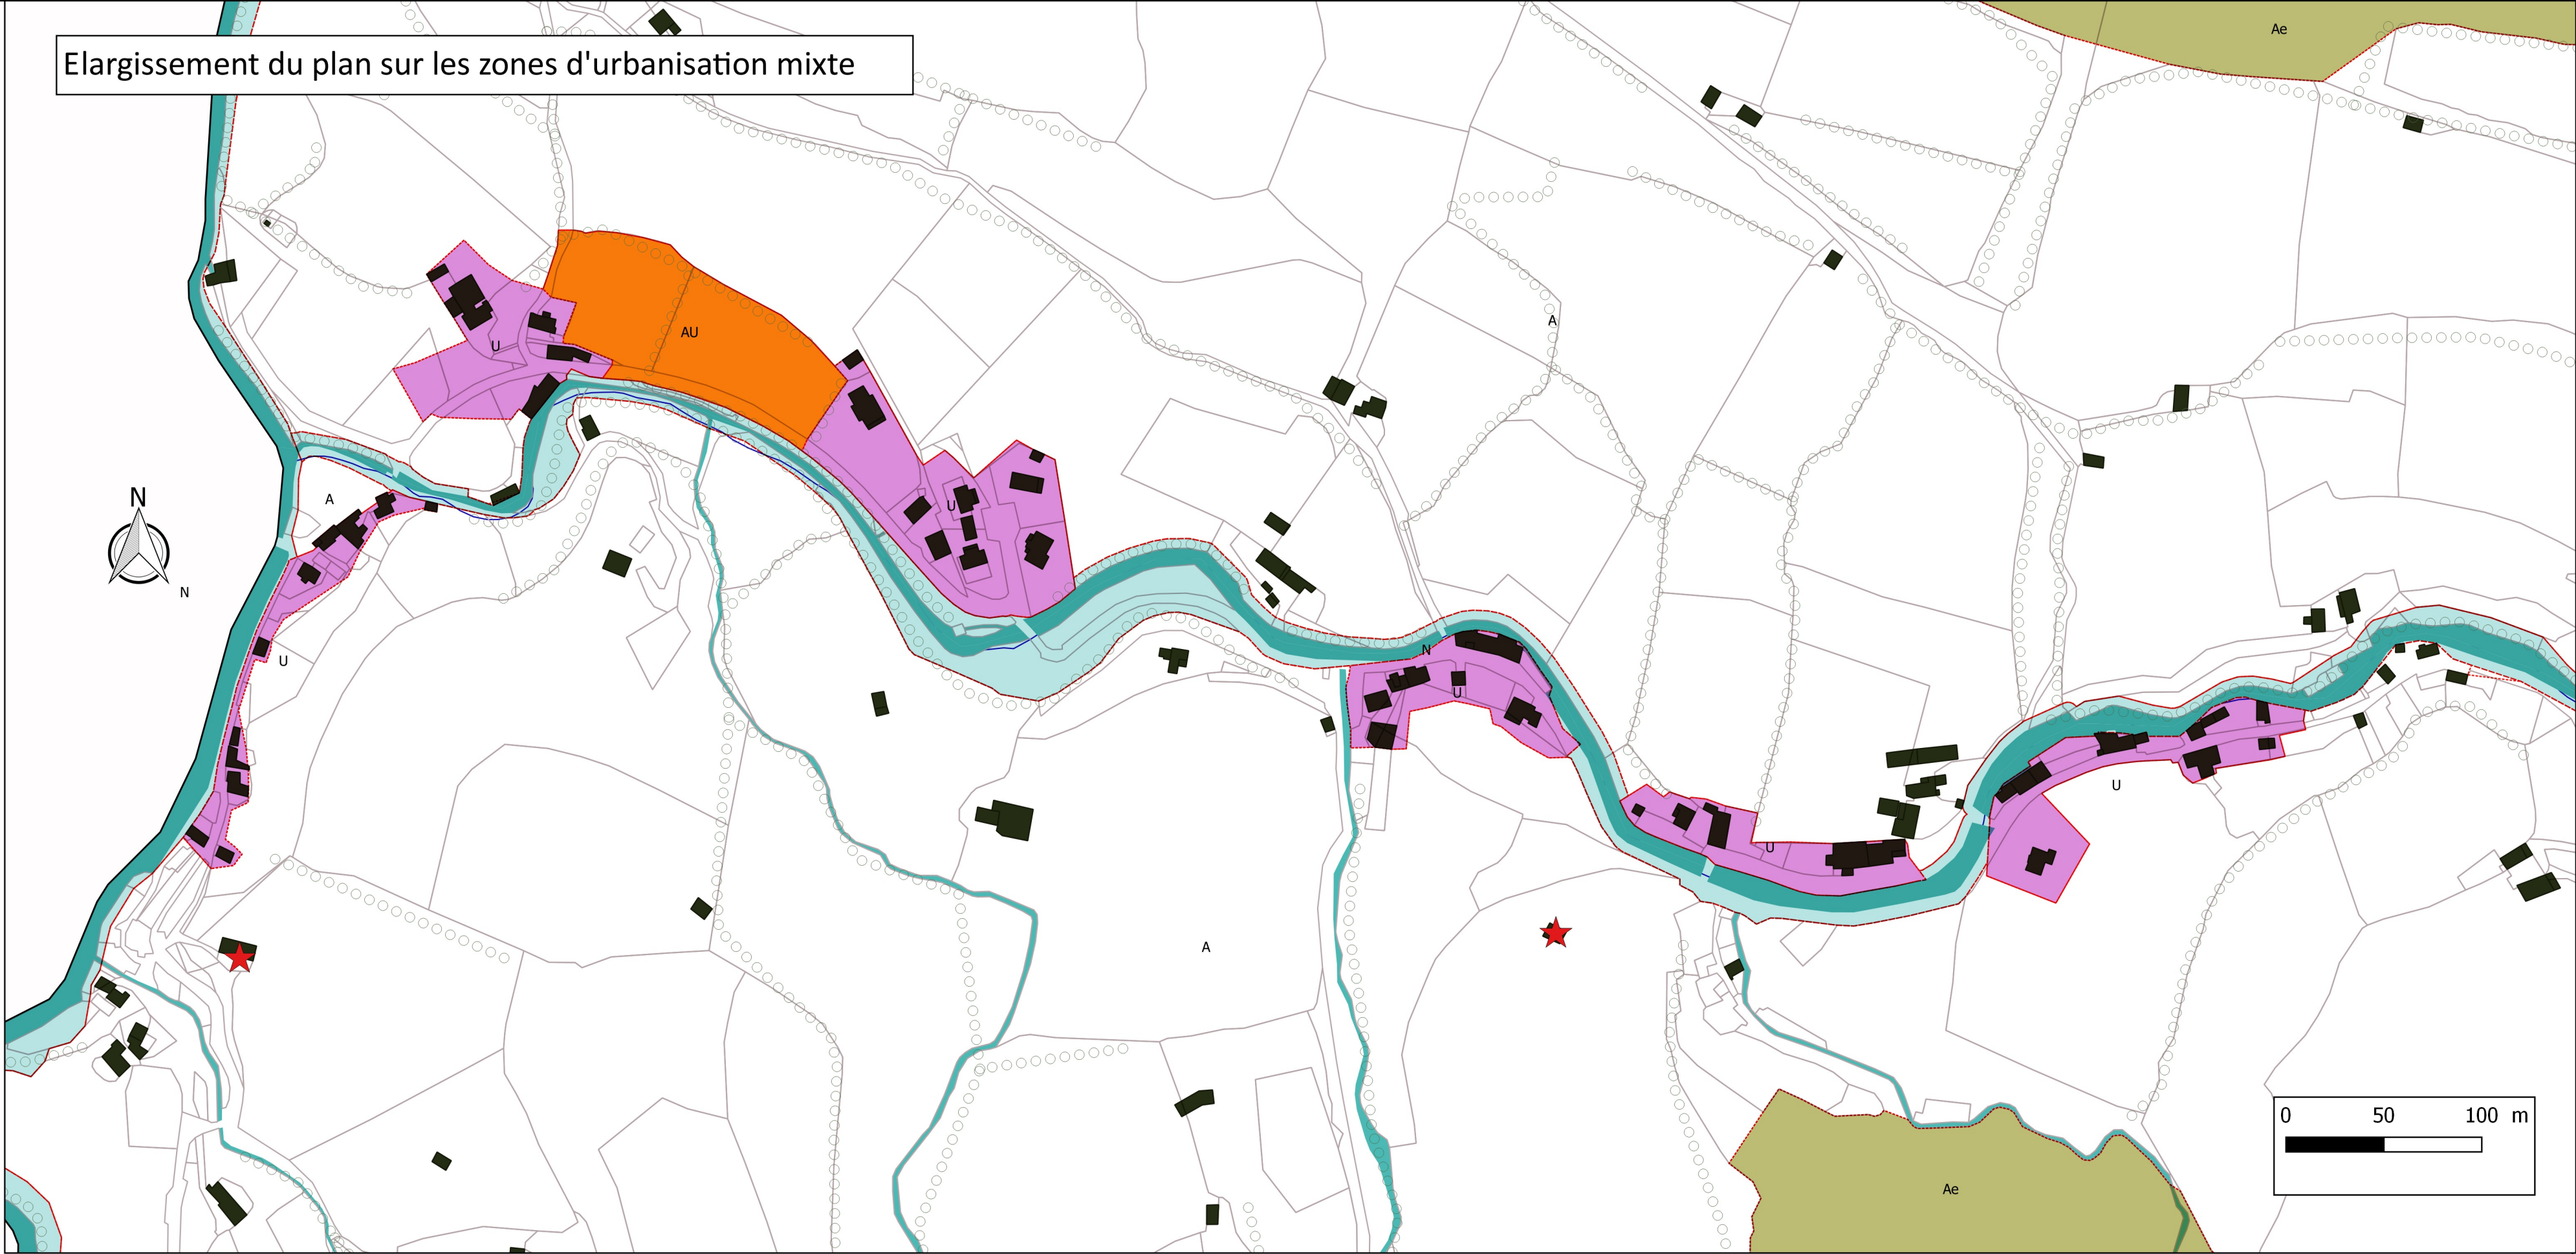 Ae
Elargissement du plan sur les zones d'urbanisation mixte
A
AU
U
A
U
N
N
N
U
U
U
U
U
A
0 50 100 m
Ae